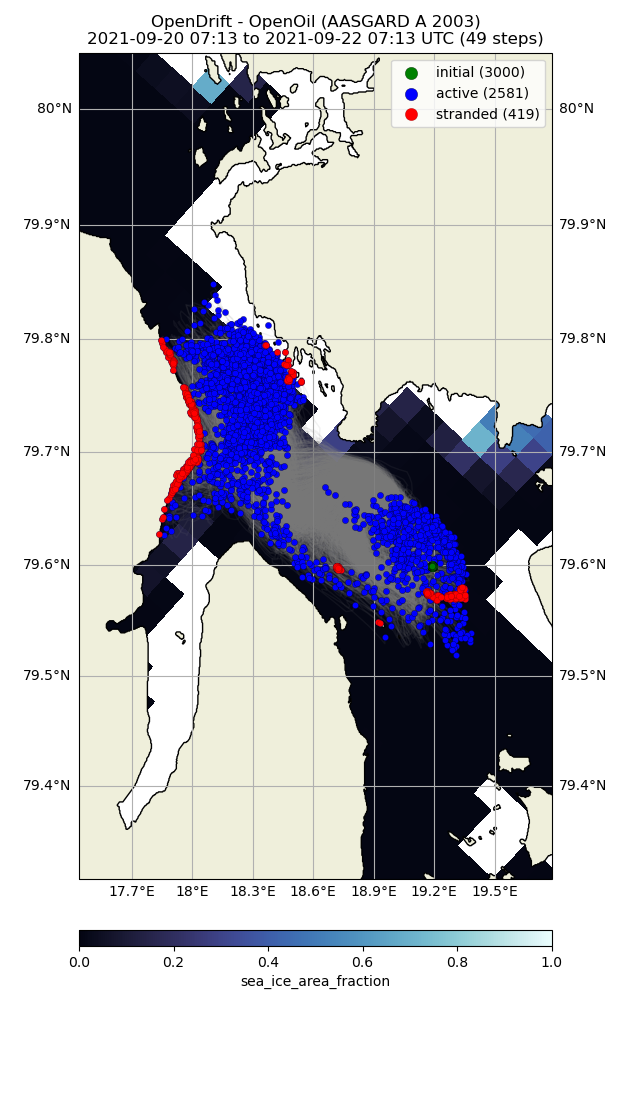 OpenDrift - OpenOil (AASGARD A 2003)
2021-09-20 07:13 to 2021-09-22 07:13 UTC (49 steps)
initial (3000)
active (2581)
stranded (419)
80°N 80°N
79.9°N 79.9°N
79.8°N 79.8°N
79.7°N 79.7°N
79.6°N 79.6°N
79.5°N 79.5°N
79.4°N 79.4°N
17.7°E 18°E 18.3°E 18.6°E 18.9°E 19.2°E 19.5°E
0.0 0.2 0.4 0.6 0.8 1.0
sea_ice_area_fraction